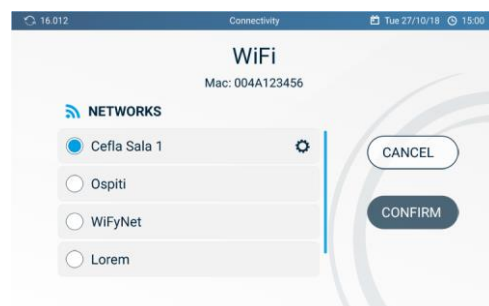 16.012 Connectivity Tue 27/10/18 15:00
WiFi
Mac: 004A123456
NETWORKS
Cefla Sala 1
CANCEL
Ospiti
CONFIRM
WiFyNet
Lorem